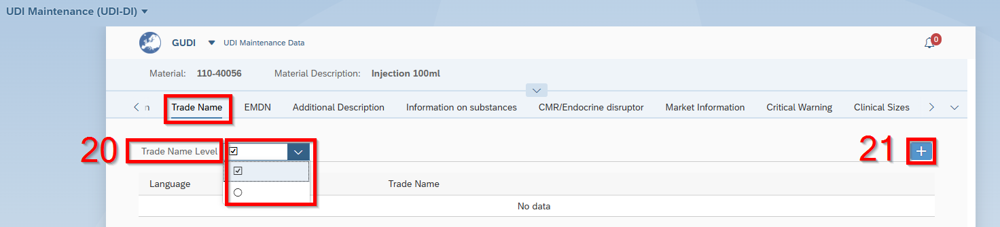 UDI Maintenance (UDI-DI)
GUDI UDI Maintenance Data 0
Material: 110-40056 Material Description: Injection 100ml
n Trade Name EMDN Additional Description Information on substances CMR/Endocrine disruptor Market Information Critical Warning Clinical Sizes
20 Trade Name Level 21 +
Language Trade Name
No data